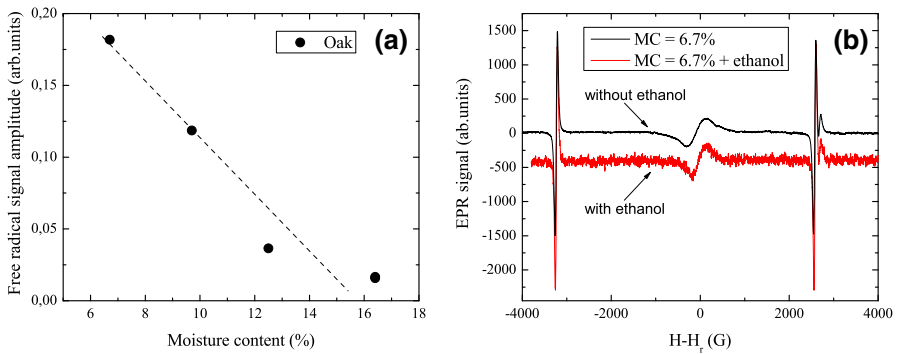 0,20
0,15
0,10
0,05
0,00
6
8
10
12
14
16
18
Free radical signal amplitude (arb.units)
Moisture content (%)
Oak
(a)
1500
1000
500
0
-500
-1000
-1500
-2000
-4000
-2000
0
2000
4000
EPR signal (ab.units)
H-Hr (G)
MC = 6.7%
MC = 6.7% + ethanol
(b)
without ethanol
with ethanol